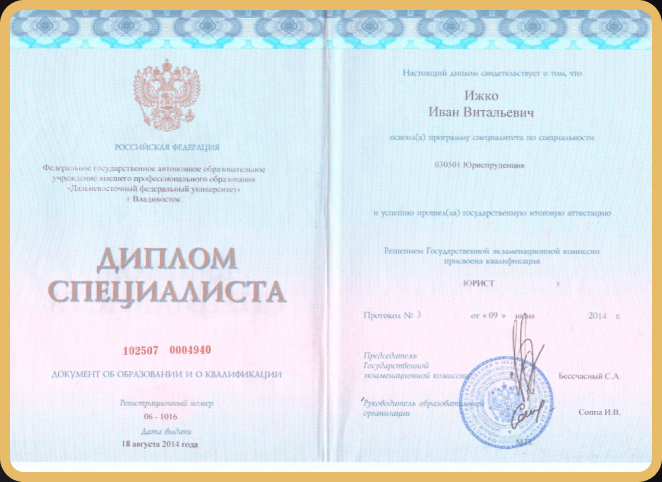 РОССИЙСКАЯ ФЕДЕРАЦИЯ
Федеральное государственное автономное образовательное
учреждение высшего профессионального образования
«Дальневосточный федеральный университет»
г Владивосток
ДИПЛОМ
СПЕЦИАЛИСТА
102507 0004940
ДОКУМЕНТ ОБ ОБРАЗОВАНИИ И О КВАЛИФИКАЦИИ
Регистрационный номер
06 - 1016
Дата выдачи
18 августа 2014 года
Настоящий диплом свидетельствует о том, что
Ижко
Иван Витальевич
освоил(а) программу специалитета по специальности
030501 Юриспруденция
и успешно прошел(ла) государственную итоговую аттестацию
Решением Государственной экзаменационной комиссии
присвоена квалификация
ЮРИСТ
Протокол № 3 от « 09 » июня 2014 г.
Председатель
Государственной
экзаменационной комиссии Бессчасный С.А.
Руководитель образовательной
организации Соппа И.В.
М.П.